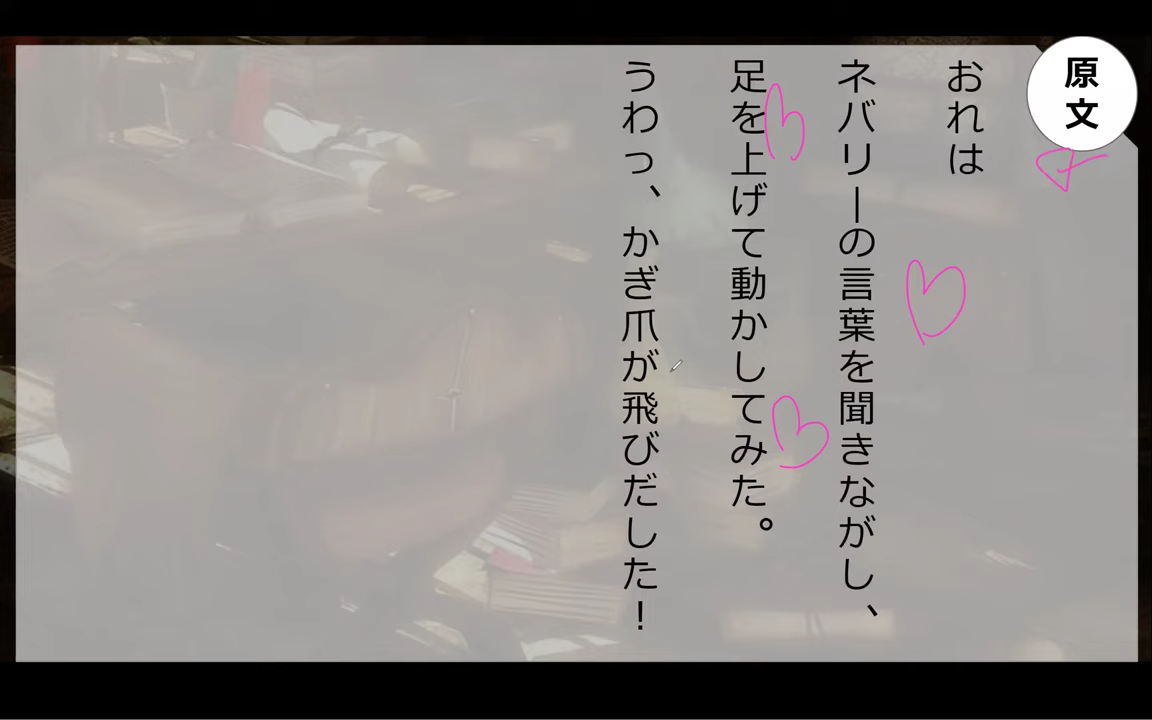 原文
おれは
ネバリーの言葉を聞きながし、
足を上げて動かしてみた。
うわっ、かぎ爪が飛びだした！